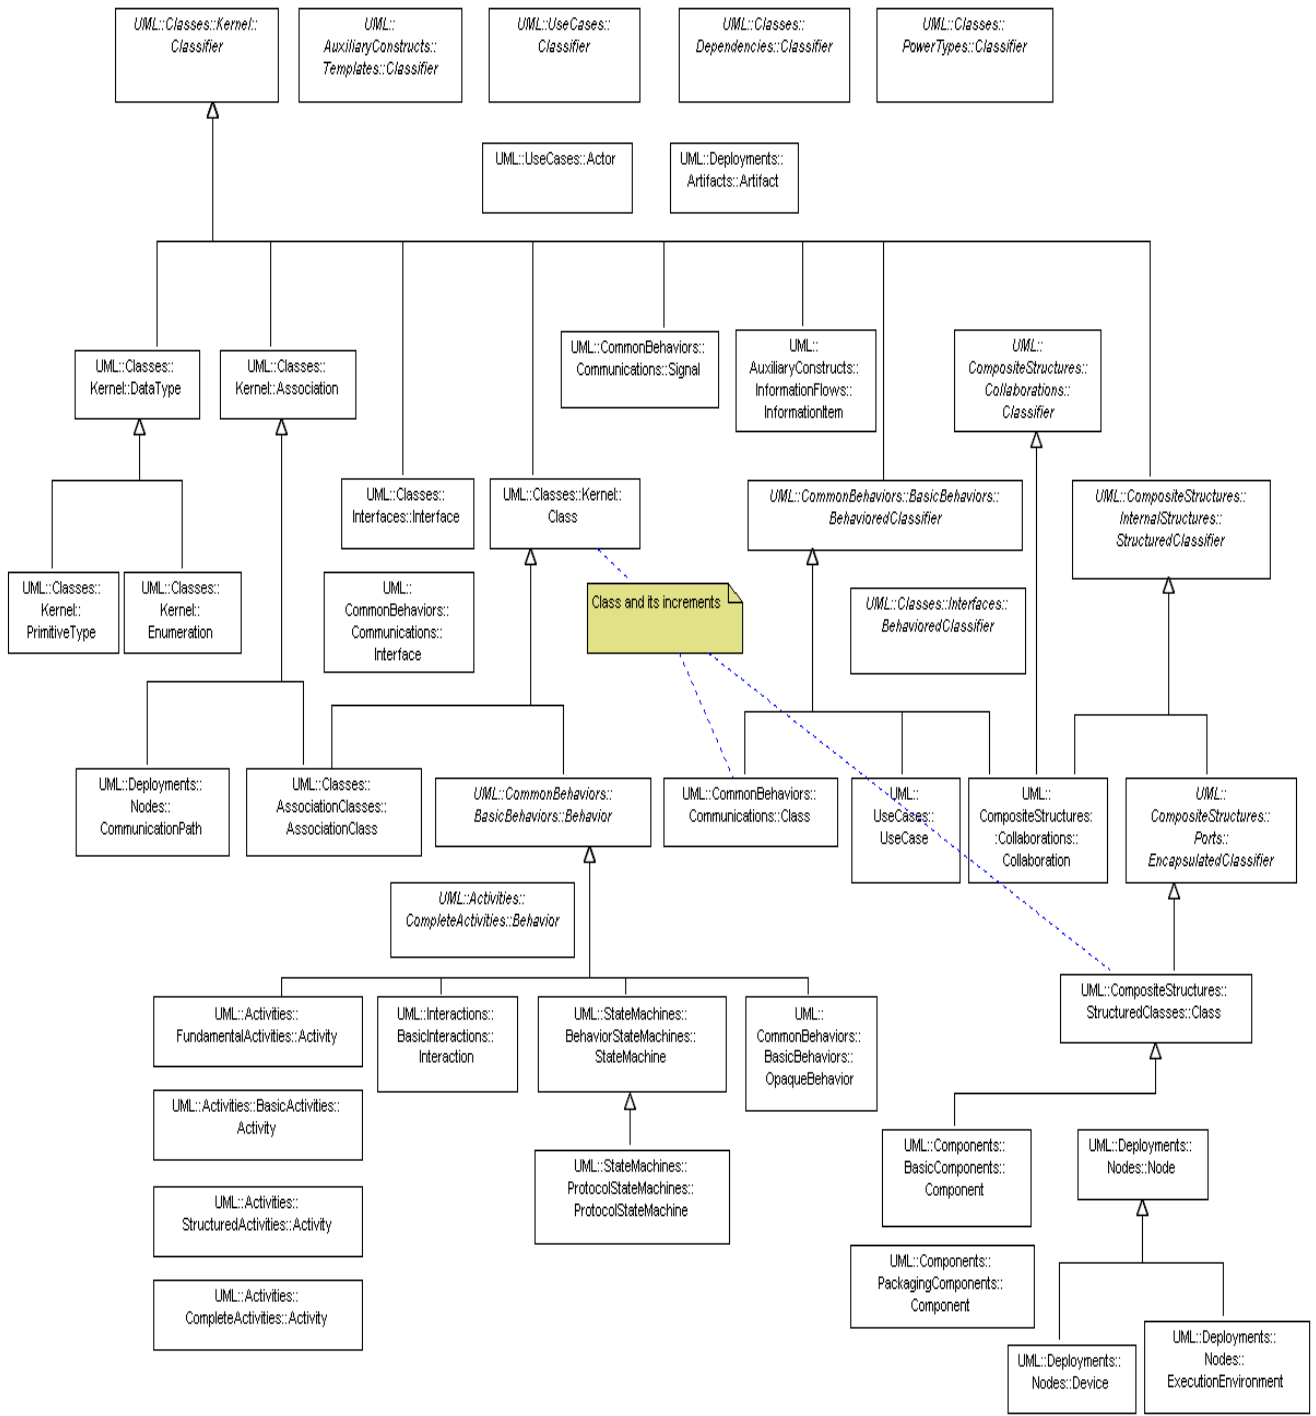 UML::Classes::Kernel::
Classifier
UML::
AuxiliaryConstructs::
Templates::Classifier
UML::UseCases::
Classifier
UML::Classes::
Dependencies::Classifier
UML::Classes::
PowerTypes::Classifier
UML::UseCases::Actor
UML::Deployments::
Artifacts::Artifact
UML::Classes::
Kernel::DataType
UML::Classes::
Kernel::Association
UML::CommonBehaviors::
Communications::Signal
UML::
AuxiliaryConstructs::
InformationFlows::
InformationItem
UML::
CompositeStructures::
Collaborations::
Classifier
UML::Classes::
Interfaces::Interface
UML::Classes::Kernel::
Class
UML::CommonBehaviors::BasicBehaviors::
BehavioredClassifier
UML::CompositeStructures::
InternalStructures::
StructuredClassifier
UML::Classes::
Kernel::
PrimitiveType
UML::Classes::
Kernel::
Enumeration
UML::
CommonBehaviors::
Communications::
Interface
Class and its increments
UML::Classes::Interfaces::
BehavioredClassifier
UML::Deployments::
Nodes::
CommunicationPath
UML::Classes::
AssociationClasses::
AssociationClass
UML::CommonBehaviors::
BasicBehaviors::Behavior
UML::CommonBehaviors::
Communications::Class
UML::
UseCases::
UseCase
UML::
CompositeStructures:
:Collaborations::
Collaboration
UML::
CompositeStructures::
Ports::
EncapsulatedClassifier
UML::Activities::
CompleteActivities::Behavior
UML::CompositeStructures::
StructuredClasses::Class
UML::Activities::
FundamentalActivities::Activity
UML::Interactions::
BasicInteractions::
Interaction
UML::StateMachines::
BehaviorStateMachines::
StateMachine
UML::
CommonBehaviors::
BasicBehaviors::
OpaqueBehavior
UML::Activities::BasicActivities::
Activity
UML::StateMachines::
ProtocolStateMachines::
ProtocolStateMachine
UML::Components::
BasicComponents::
Component
UML::Deployments::
Nodes::Node
UML::Activities::
StructuredActivities::Activity
UML::Components::
PackagingComponents::
Component
UML::Activities::
CompleteActivities::Activity
UML::Deployments::
Nodes::Device
UML::Deployments::
Nodes::
ExecutionEnvironment